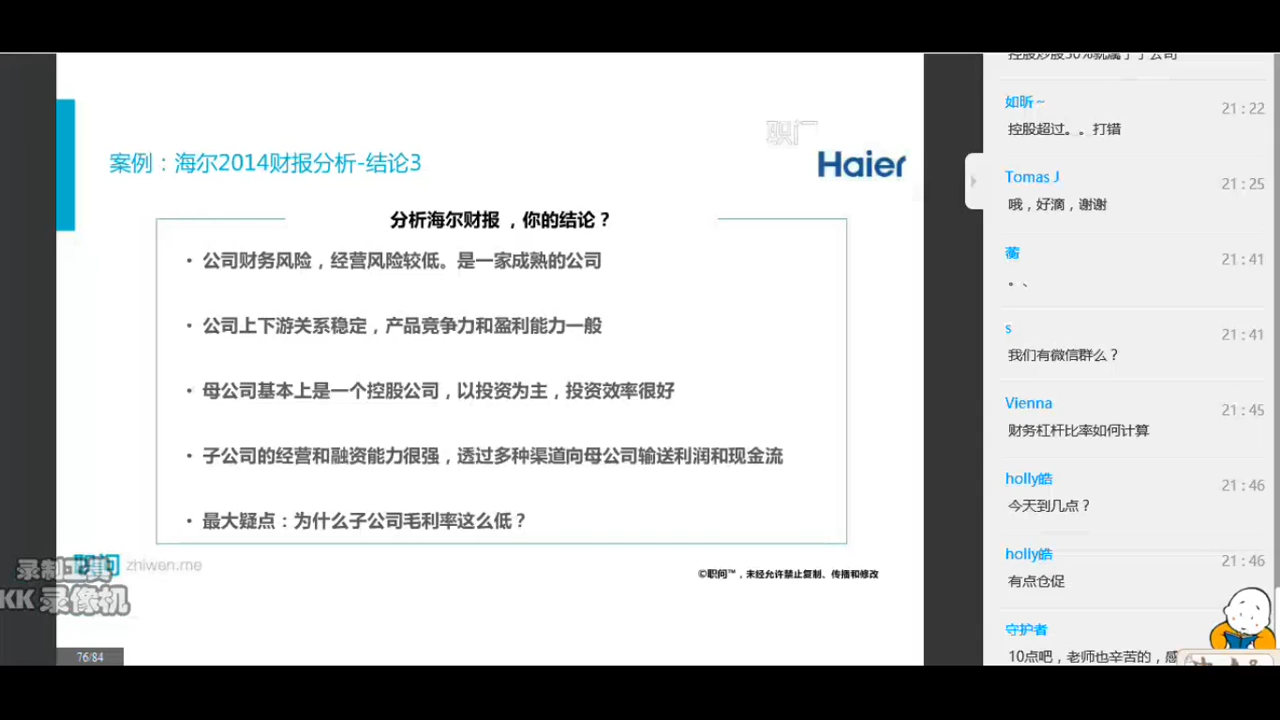 职门
案例：海尔2014财报分析-结论3
Haier
分析海尔财报 ，你的结论？
• 公司财务风险，经营风险较低。是一家成熟的公司
• 公司上下游关系稳定，产品竞争力和盈利能力一般
• 母公司基本上是一个控股公司，以投资为主，投资效率很好
• 子公司的经营和融资能力很强，透过多种渠道向母公司输送利润和现金流
• 最大疑点：为什么子公司毛利率这么低？
职问 zhiwen.me
©职问™，未经允许禁止复制、传播和修改
录制工具
KK 录像机
76/84
如昕～ 21:22
控股超过。。打错
Tomas J 21:25
哦，好滴，谢谢
蘅 21:41
。、
s 21:41
我们有微信群么？
Vienna 21:45
财务杠杆比率如何计算
holly皓 21:46
今天到几点？
holly皓 21:46
有点仓促
守护者
10点吧，老师也辛苦的，感